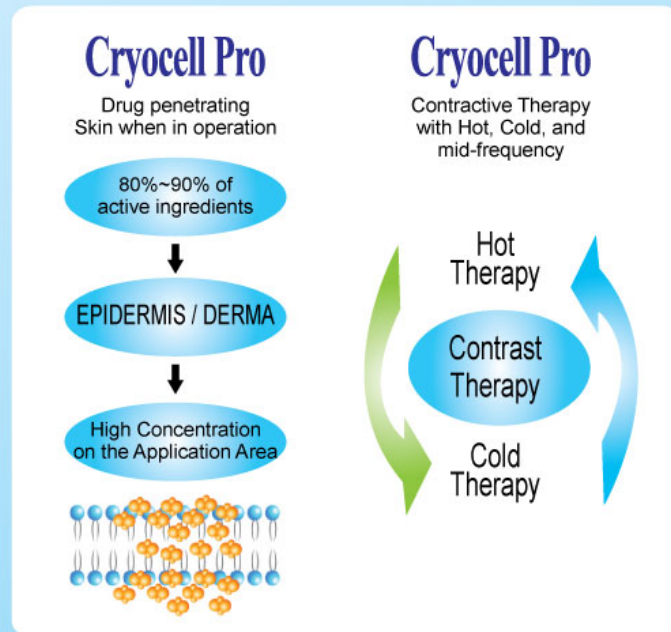 Cryocell Pro
Drug penetrating
Skin when in operation
80%~90% of
active ingredients
EPIDERMIS / DERMA
High Concentration
on the Application Area
Cryocell Pro
Contractive Therapy
with Hot, Cold, and
mid-frequency
Hot
Therapy
Contrast
Therapy
Cold
Therapy